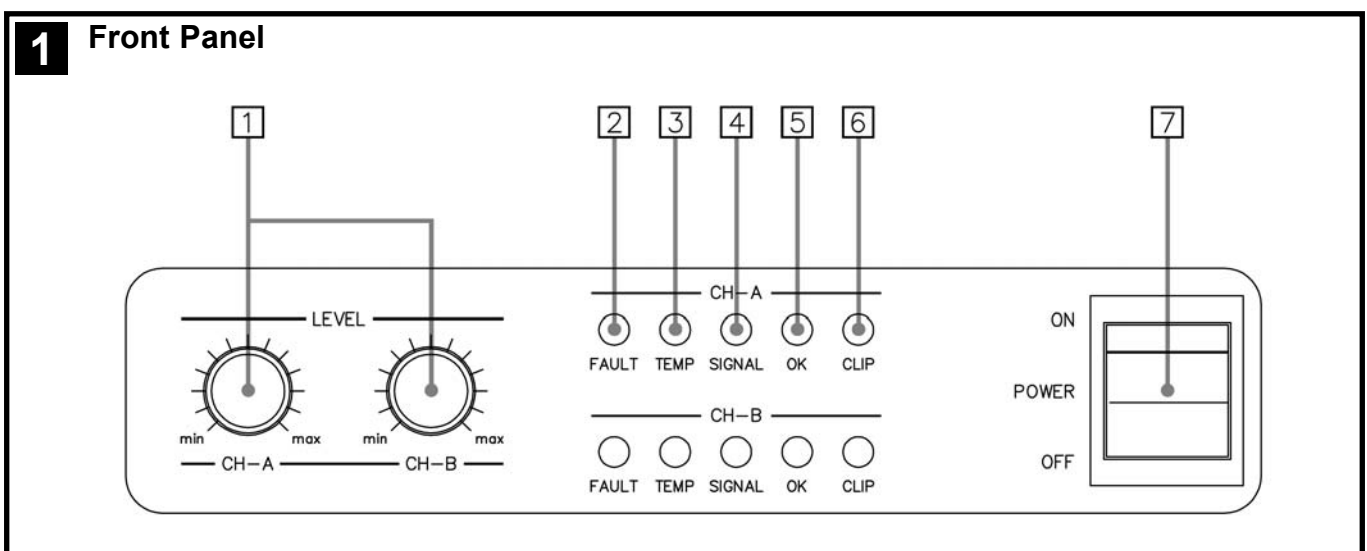 1 Front Panel
1 2 3 4 5 6 7
CH-A
LEVEL
ON
FAULT TEMP SIGNAL OK CLIP
POWER
CH-B
min max min max
CH-A CH-B
OFF
FAULT TEMP SIGNAL OK CLIP